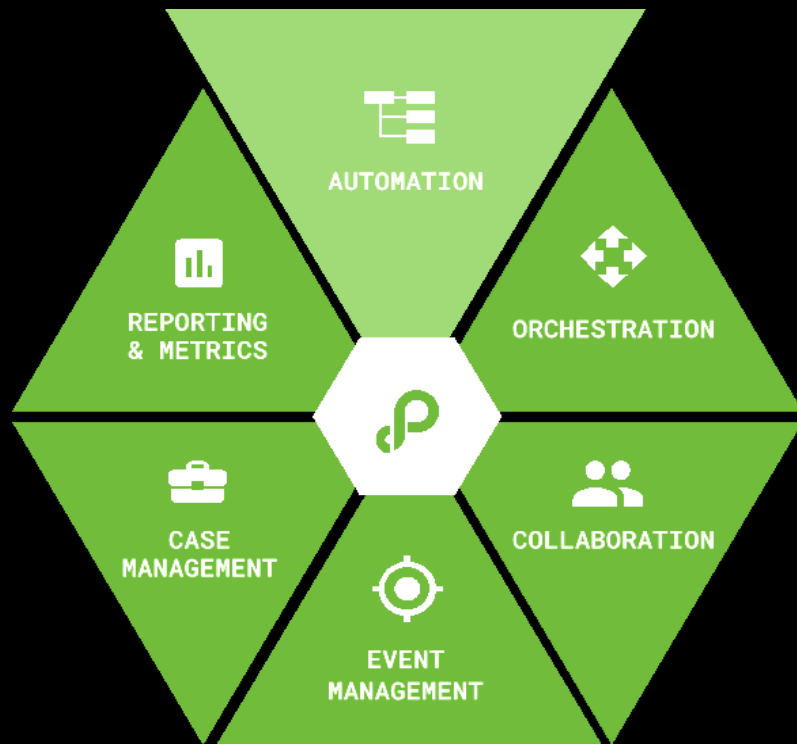 AUTOMATION
REPORTING
& METRICS
ORCHESTRATION
CASE
MANAGEMENT
COLLABORATION
EVENT
MANAGEMENT